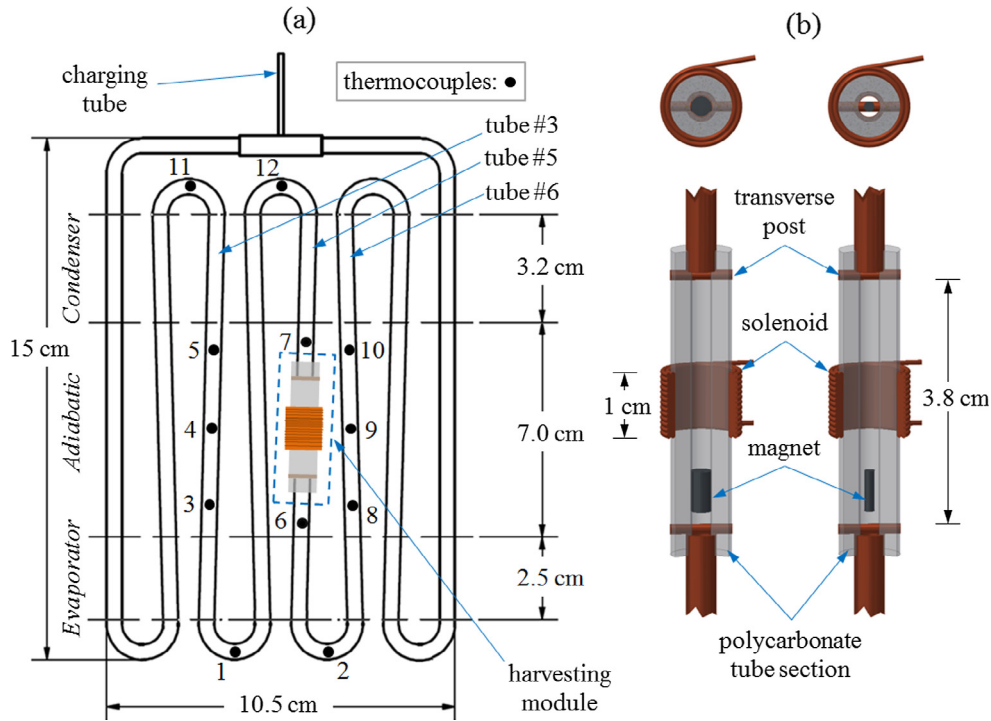 (a)
(b)
charging
tube
thermocouples:
tube #3
tube #5
tube #6
11
12
Condenser
3.2 cm
15 cm
5
7
10
Adiabatic
4
9
7.0 cm
3
6
8
Evaporator
2.5 cm
1
2
harvesting
module
10.5 cm
transverse
post
solenoid
1 cm
3.8 cm
magnet
polycarbonate
tube section